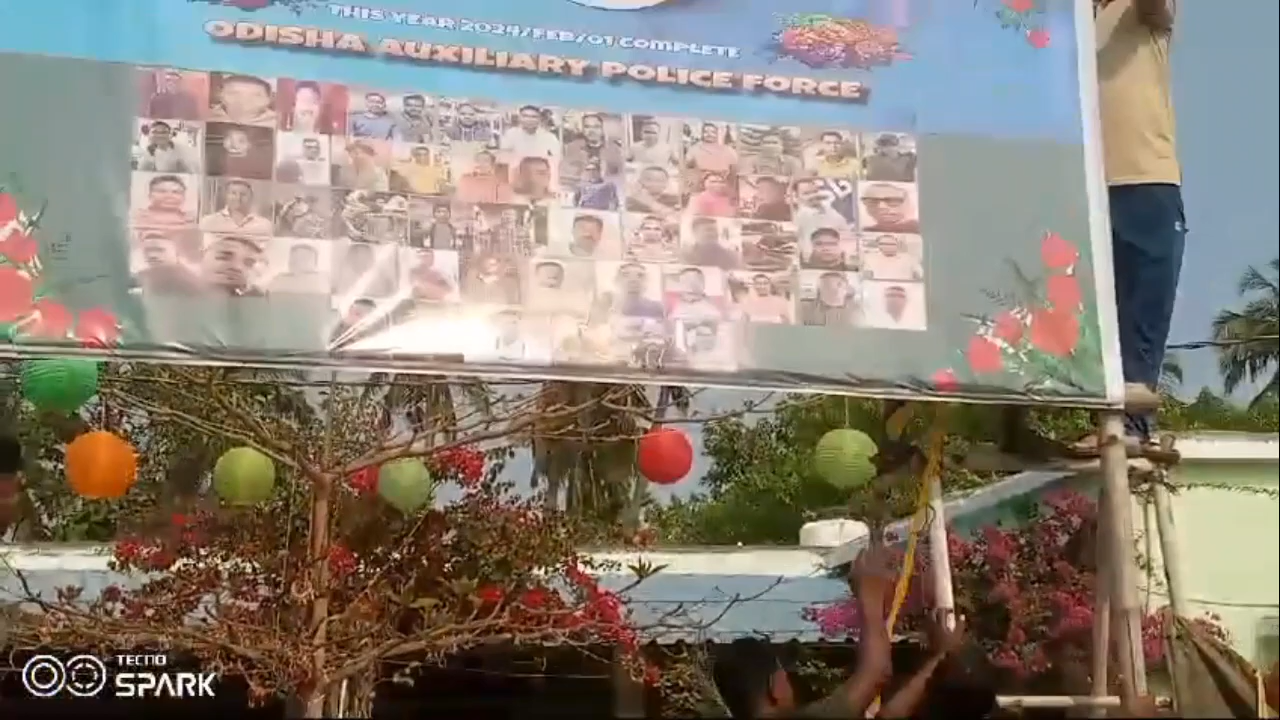 THIS YEAR 2024/FEB/01 COMPLETE
ODISHA AUXILIARY POLICE FORCE
TECNO
SPARK